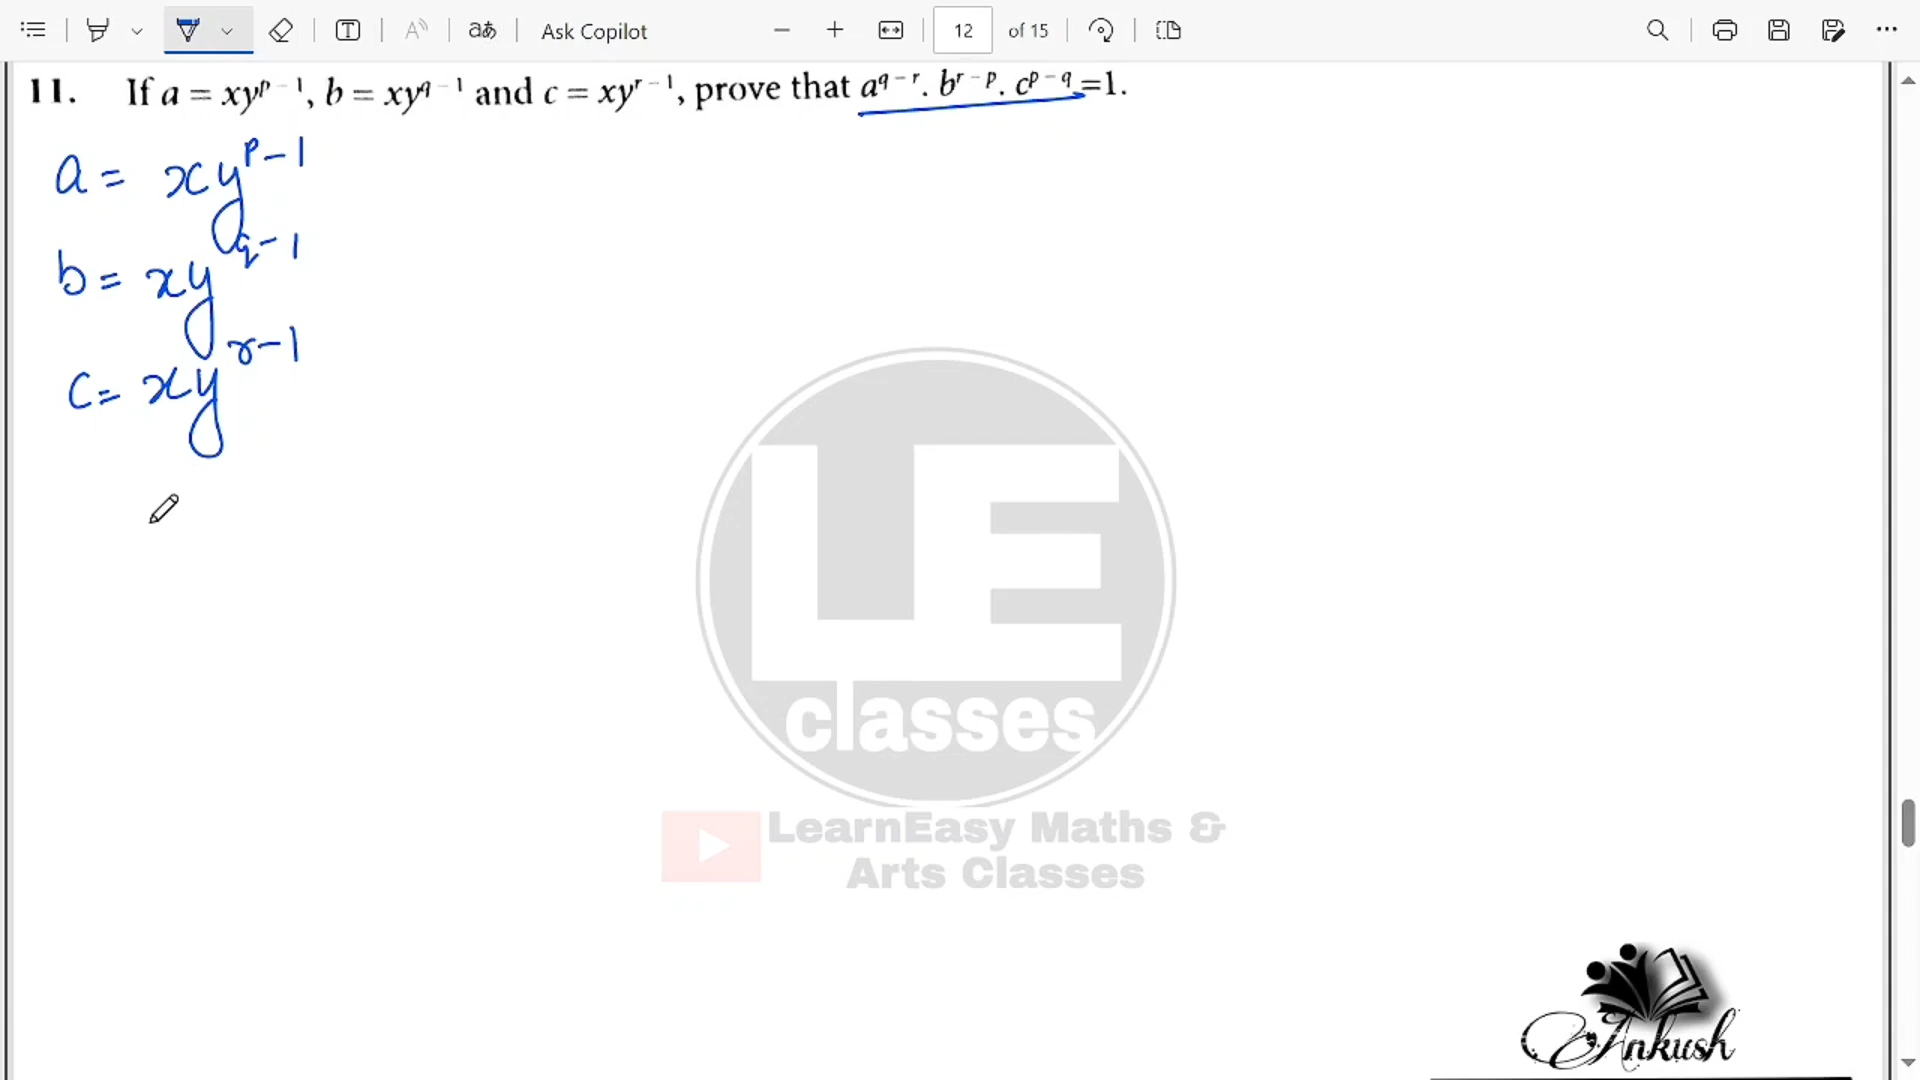 Ask Copilot 12 of 15
11. If a = xy^{p − 1}, b = xy^{q − 1} and c = xy^{r − 1}, prove that a^{q − r}. b^{r − p}. c^{p − q}=1.
a = xy^{p-1}
b = xy^{q-1}
c = xy^{r-1}
LE
classes
LearnEasy Maths &
Arts Classes
Ankush